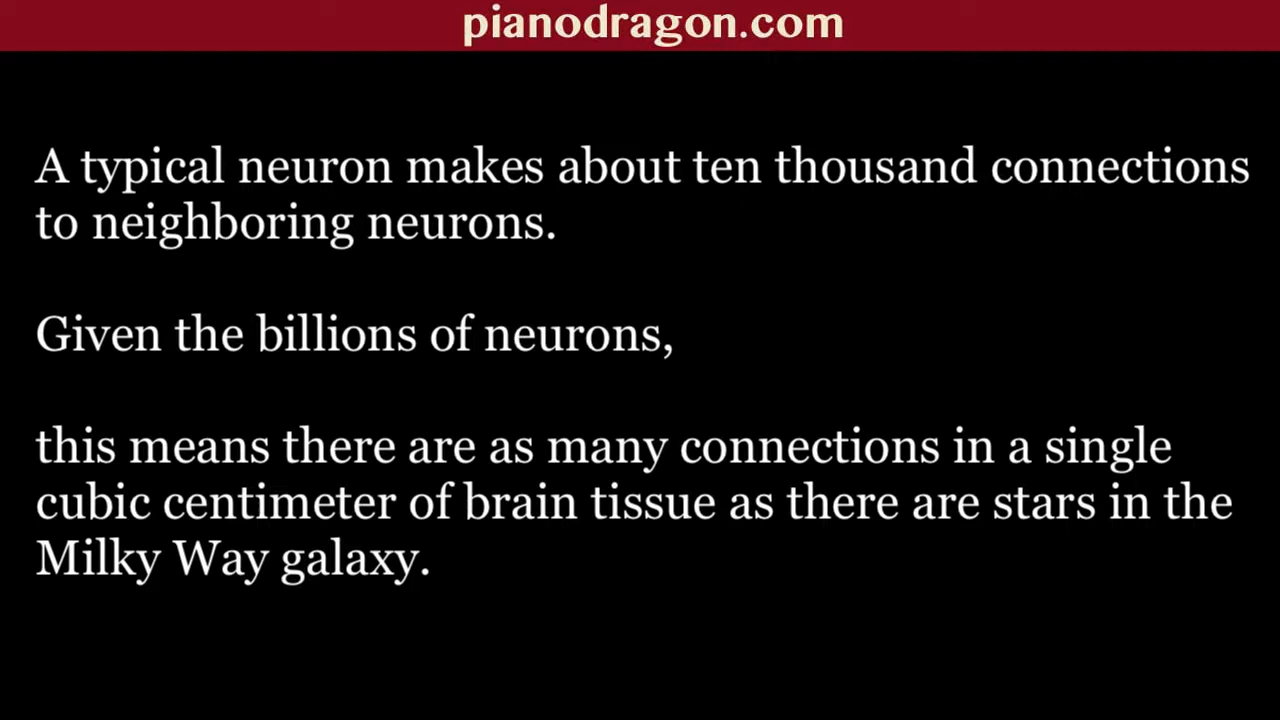 pianodragon.com
A typical neuron makes about ten thousand connections
to neighboring neurons.
Given the billions of neurons,
this means there are as many connections in a single
cubic centimeter of brain tissue as there are stars in the
Milky Way galaxy.